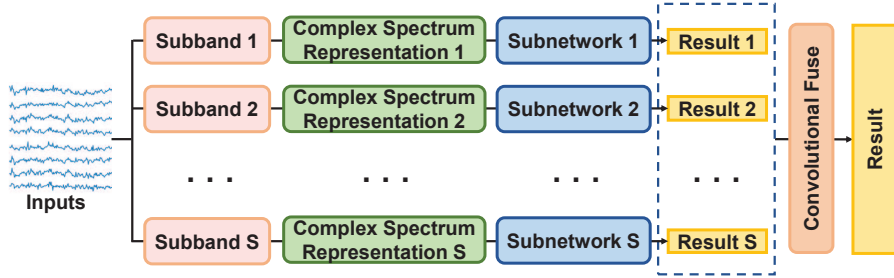 Inputs
Subband 1
Complex Spectrum
Representation 1
Subnetwork 1
Result 1
Subband 2
Complex Spectrum
Representation 2
Subnetwork 2
Result 2
. . .
. . .
. . .
. . .
Subband S
Complex Spectrum
Representation S
Subnetwork S
Result S
Convolutional Fuse
Result